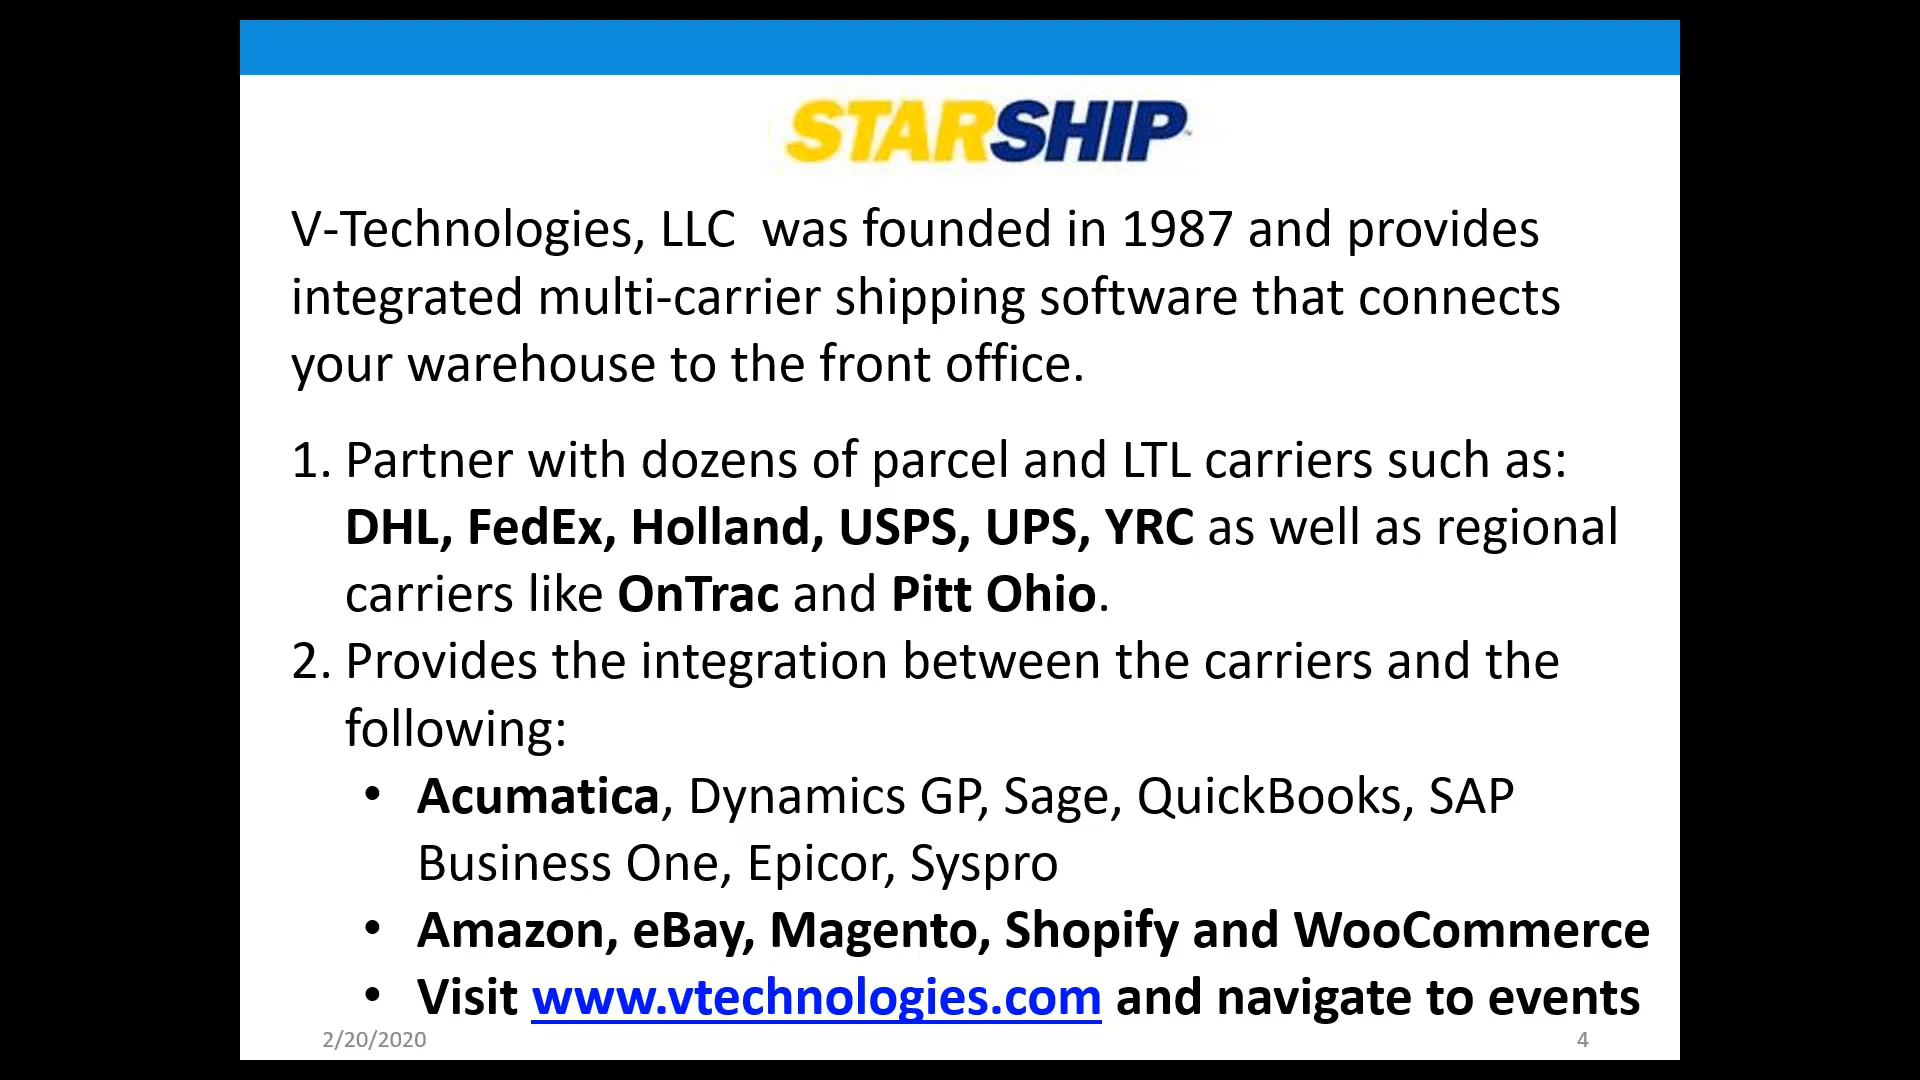 STARSHIP
V-Technologies, LLC  was founded in 1987 and provides
integrated multi-carrier shipping software that connects
your warehouse to the front office.
1. Partner with dozens of parcel and LTL carriers such as:
DHL, FedEx, Holland, USPS, UPS, YRC as well as regional
carriers like OnTrac and Pitt Ohio.
2. Provides the integration between the carriers and the
following:
• Acumatica, Dynamics GP, Sage, QuickBooks, SAP
Business One, Epicor, Syspro
• Amazon, eBay, Magento, Shopify and WooCommerce
• Visit www.vtechnologies.com and navigate to events
2/20/2020
4